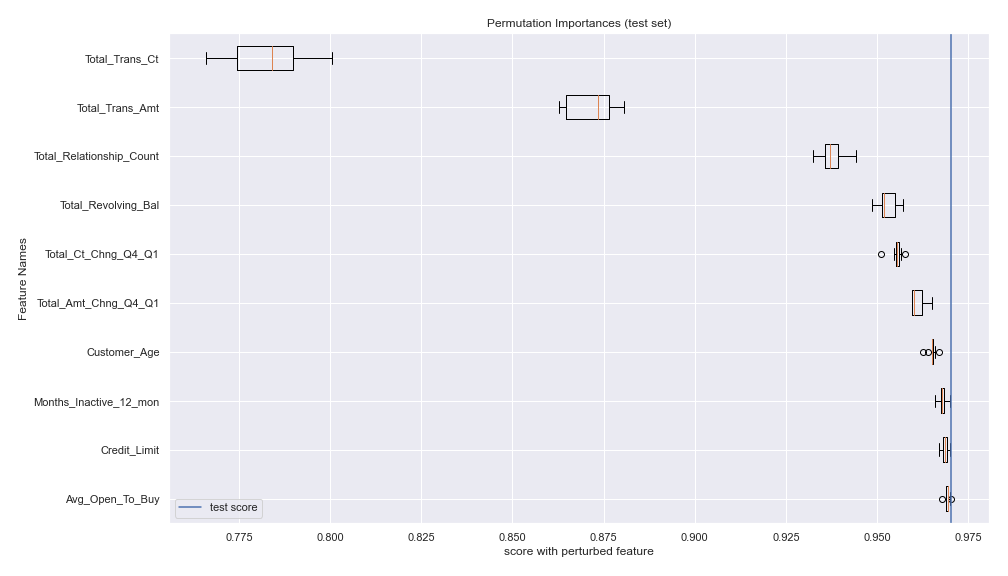 Permutation Importances (test set)
Feature Names
Total_Trans_Ct
Total_Trans_Amt
Total_Relationship_Count
Total_Revolving_Bal
Total_Ct_Chng_Q4_Q1
Total_Amt_Chng_Q4_Q1
Customer_Age
Months_Inactive_12_mon
Credit_Limit
Avg_Open_To_Buy
test score
0.775 0.800 0.825 0.850 0.875 0.900 0.925 0.950 0.975
score with perturbed feature